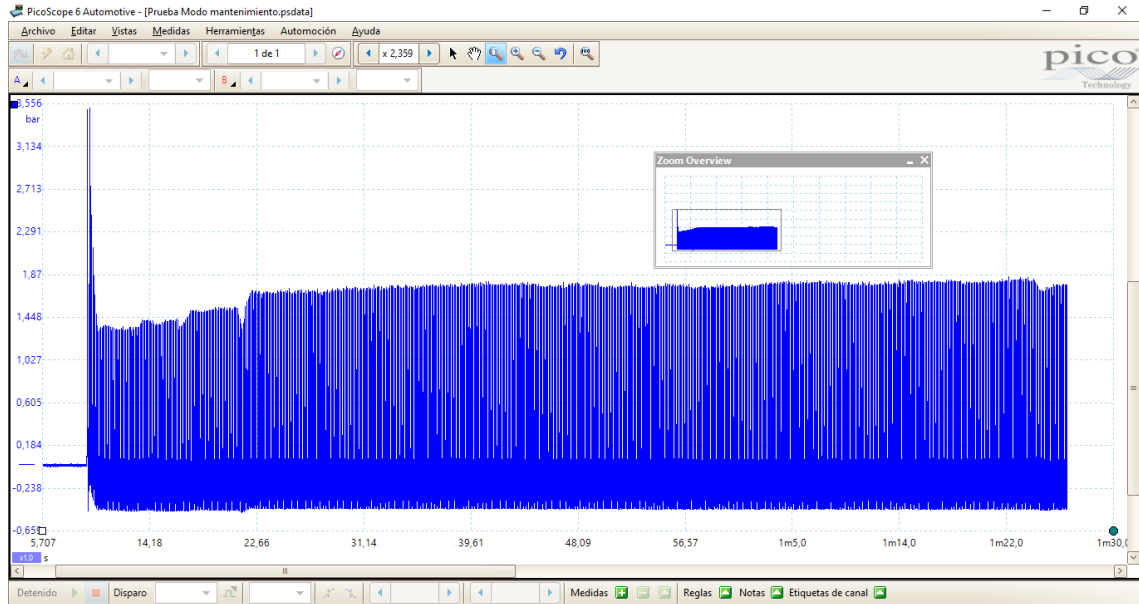 PicoScope 6 Automotive - [Prueba Modo mantenimiento.psdata]
Archivo Editar Vistas Medidas Herramientas Automoción Ayuda
1 de 1 x 2,359
pico
Technology
A B
3,556
bar
3,134
2,713
2,291
1,87
1,448
1,027
0,605
0,184
-0,238
-0,659
Zoom Overview
5,707 14,18 22,66 31,14 39,61 48,09 56,57 1m5,0 1m14,0 1m22,0 1m30,0
x1,0 s
Detenido Disparo Medidas Reglas Notas Etiquetas de canal